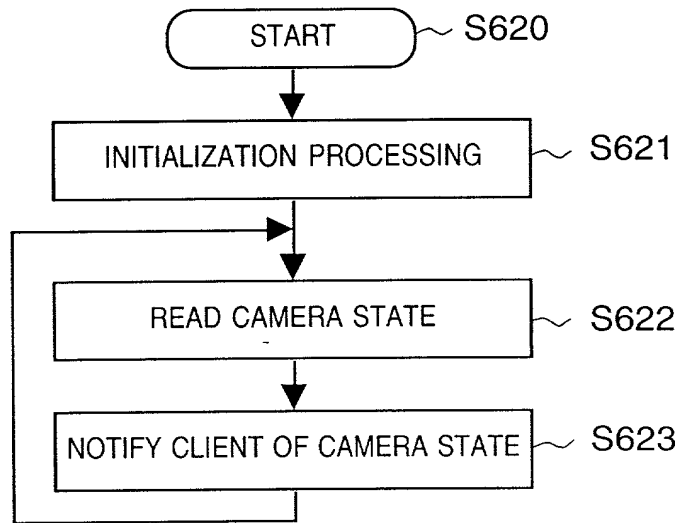 START S620
INITIALIZATION PROCESSING S621
READ CAMERA STATE S622
NOTIFY CLIENT OF CAMERA STATE S623